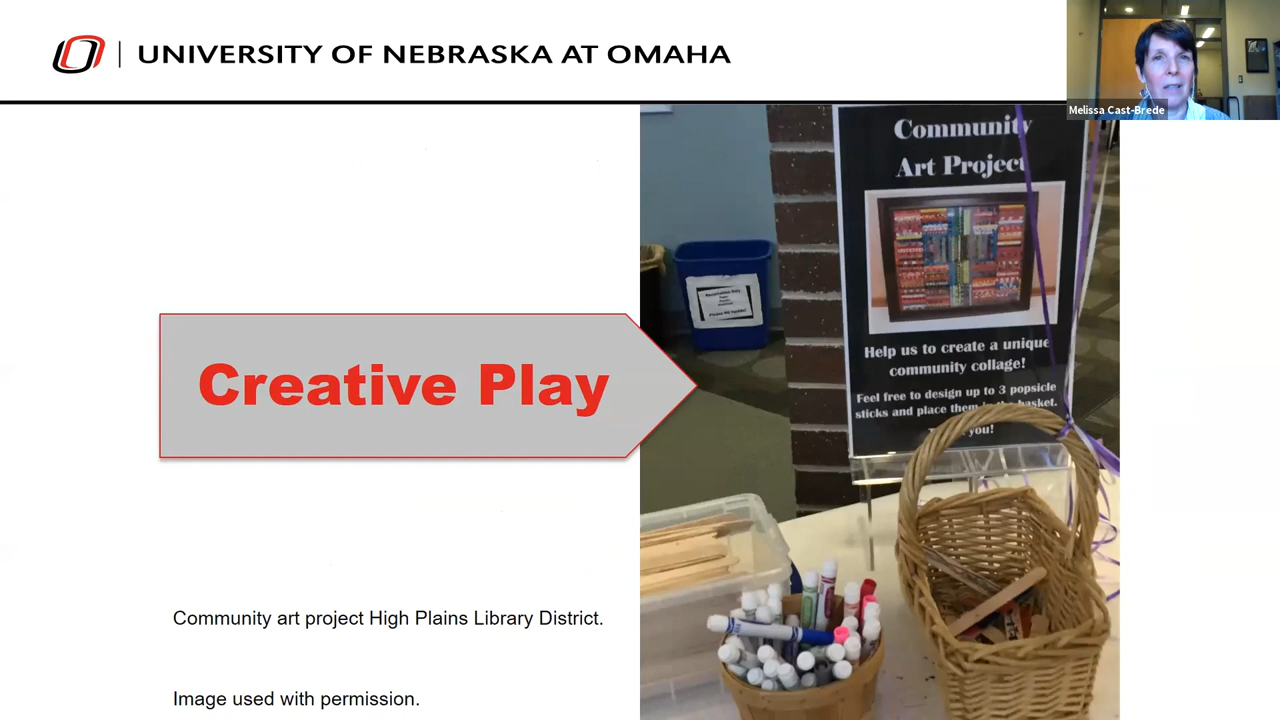 UNIVERSITY OF NEBRASKA AT OMAHA
Melissa Cast-Brede
Community
Art Project
Help us to create a unique
community collage!
Feel free to design up to 3 popsicle
sticks and place them in the basket.
you!
Creative Play
Community art project High Plains Library District.
Image used with permission.